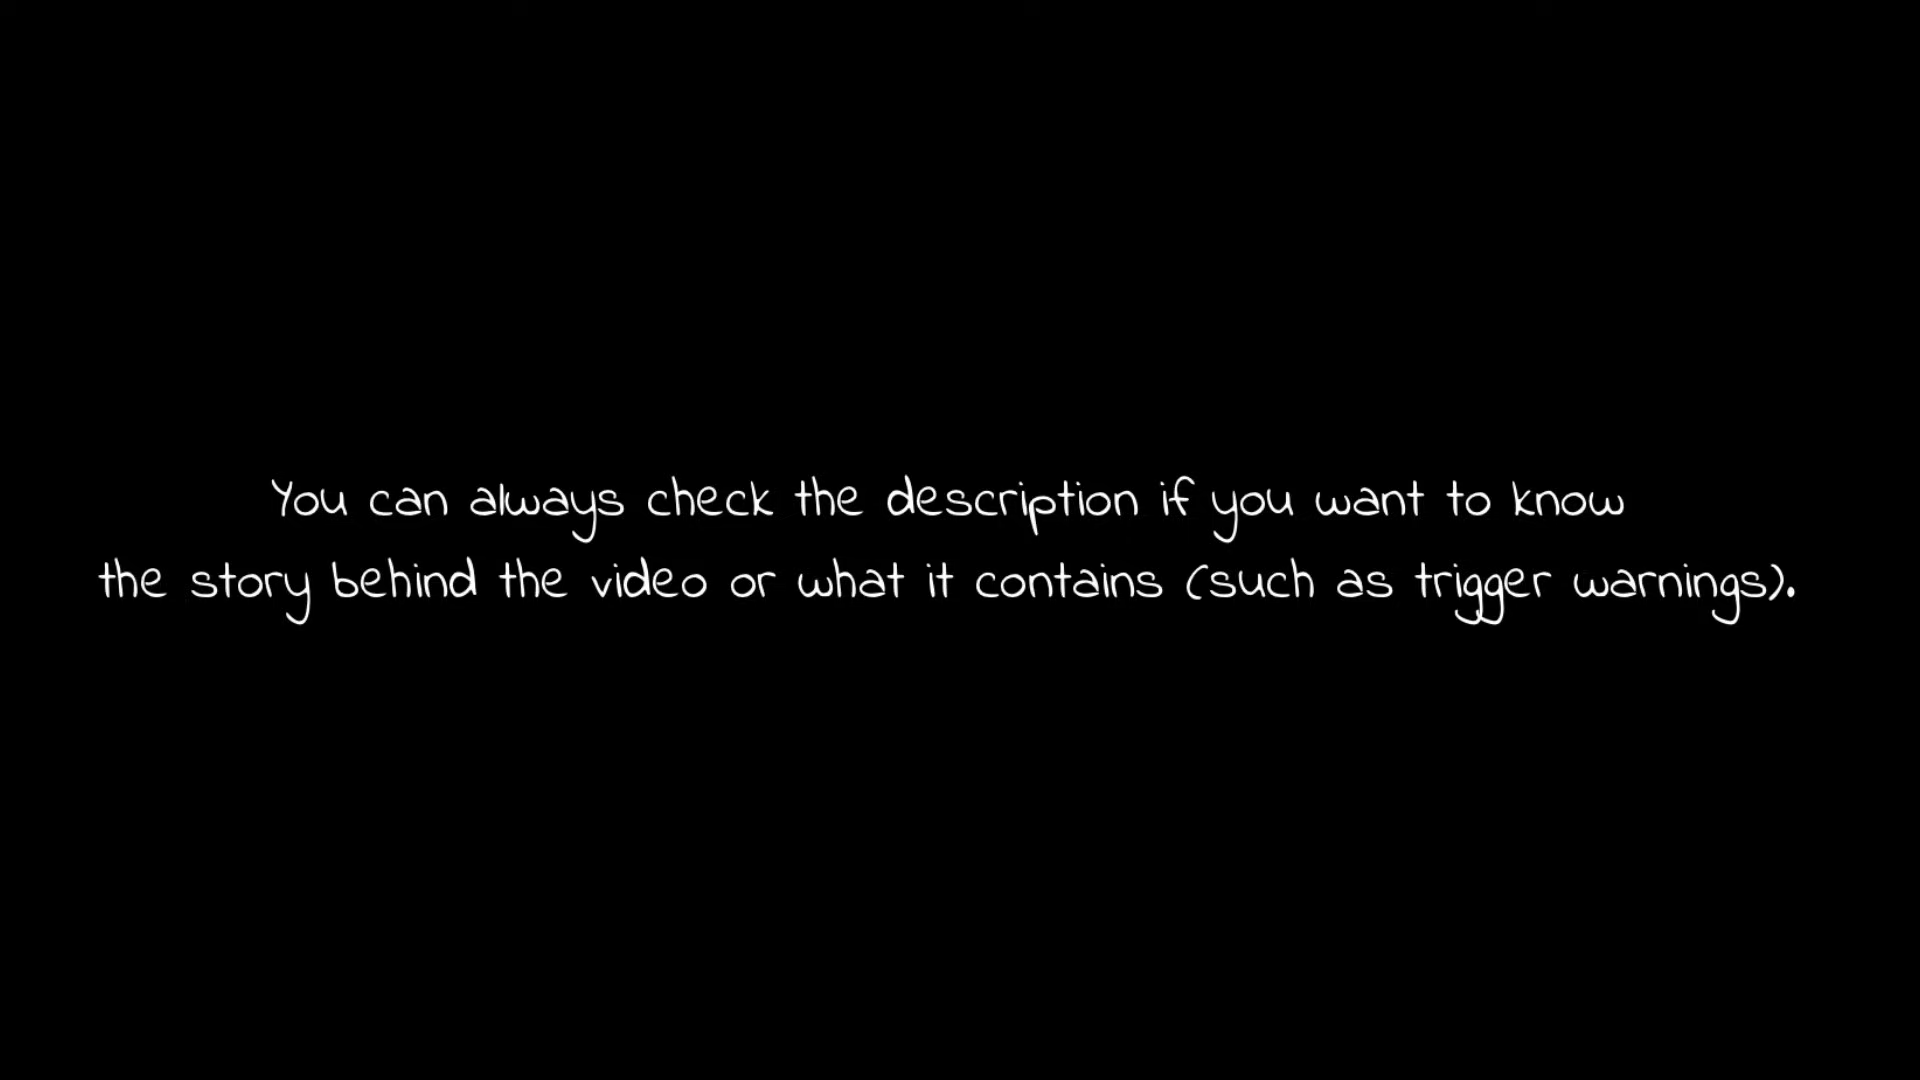 You can always check the description if you want to know
the story behind the video or what it contains (such as trigger warnings).